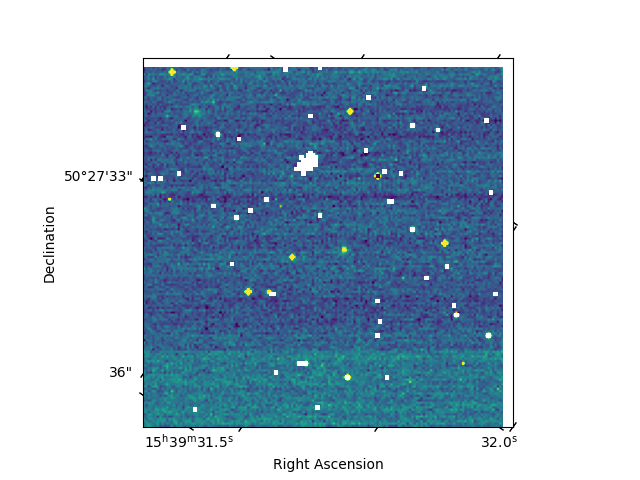 50°27'33"
Declination
36"
15ʰ39ᵐ31.5ˢ
32.0ˢ
Right Ascension